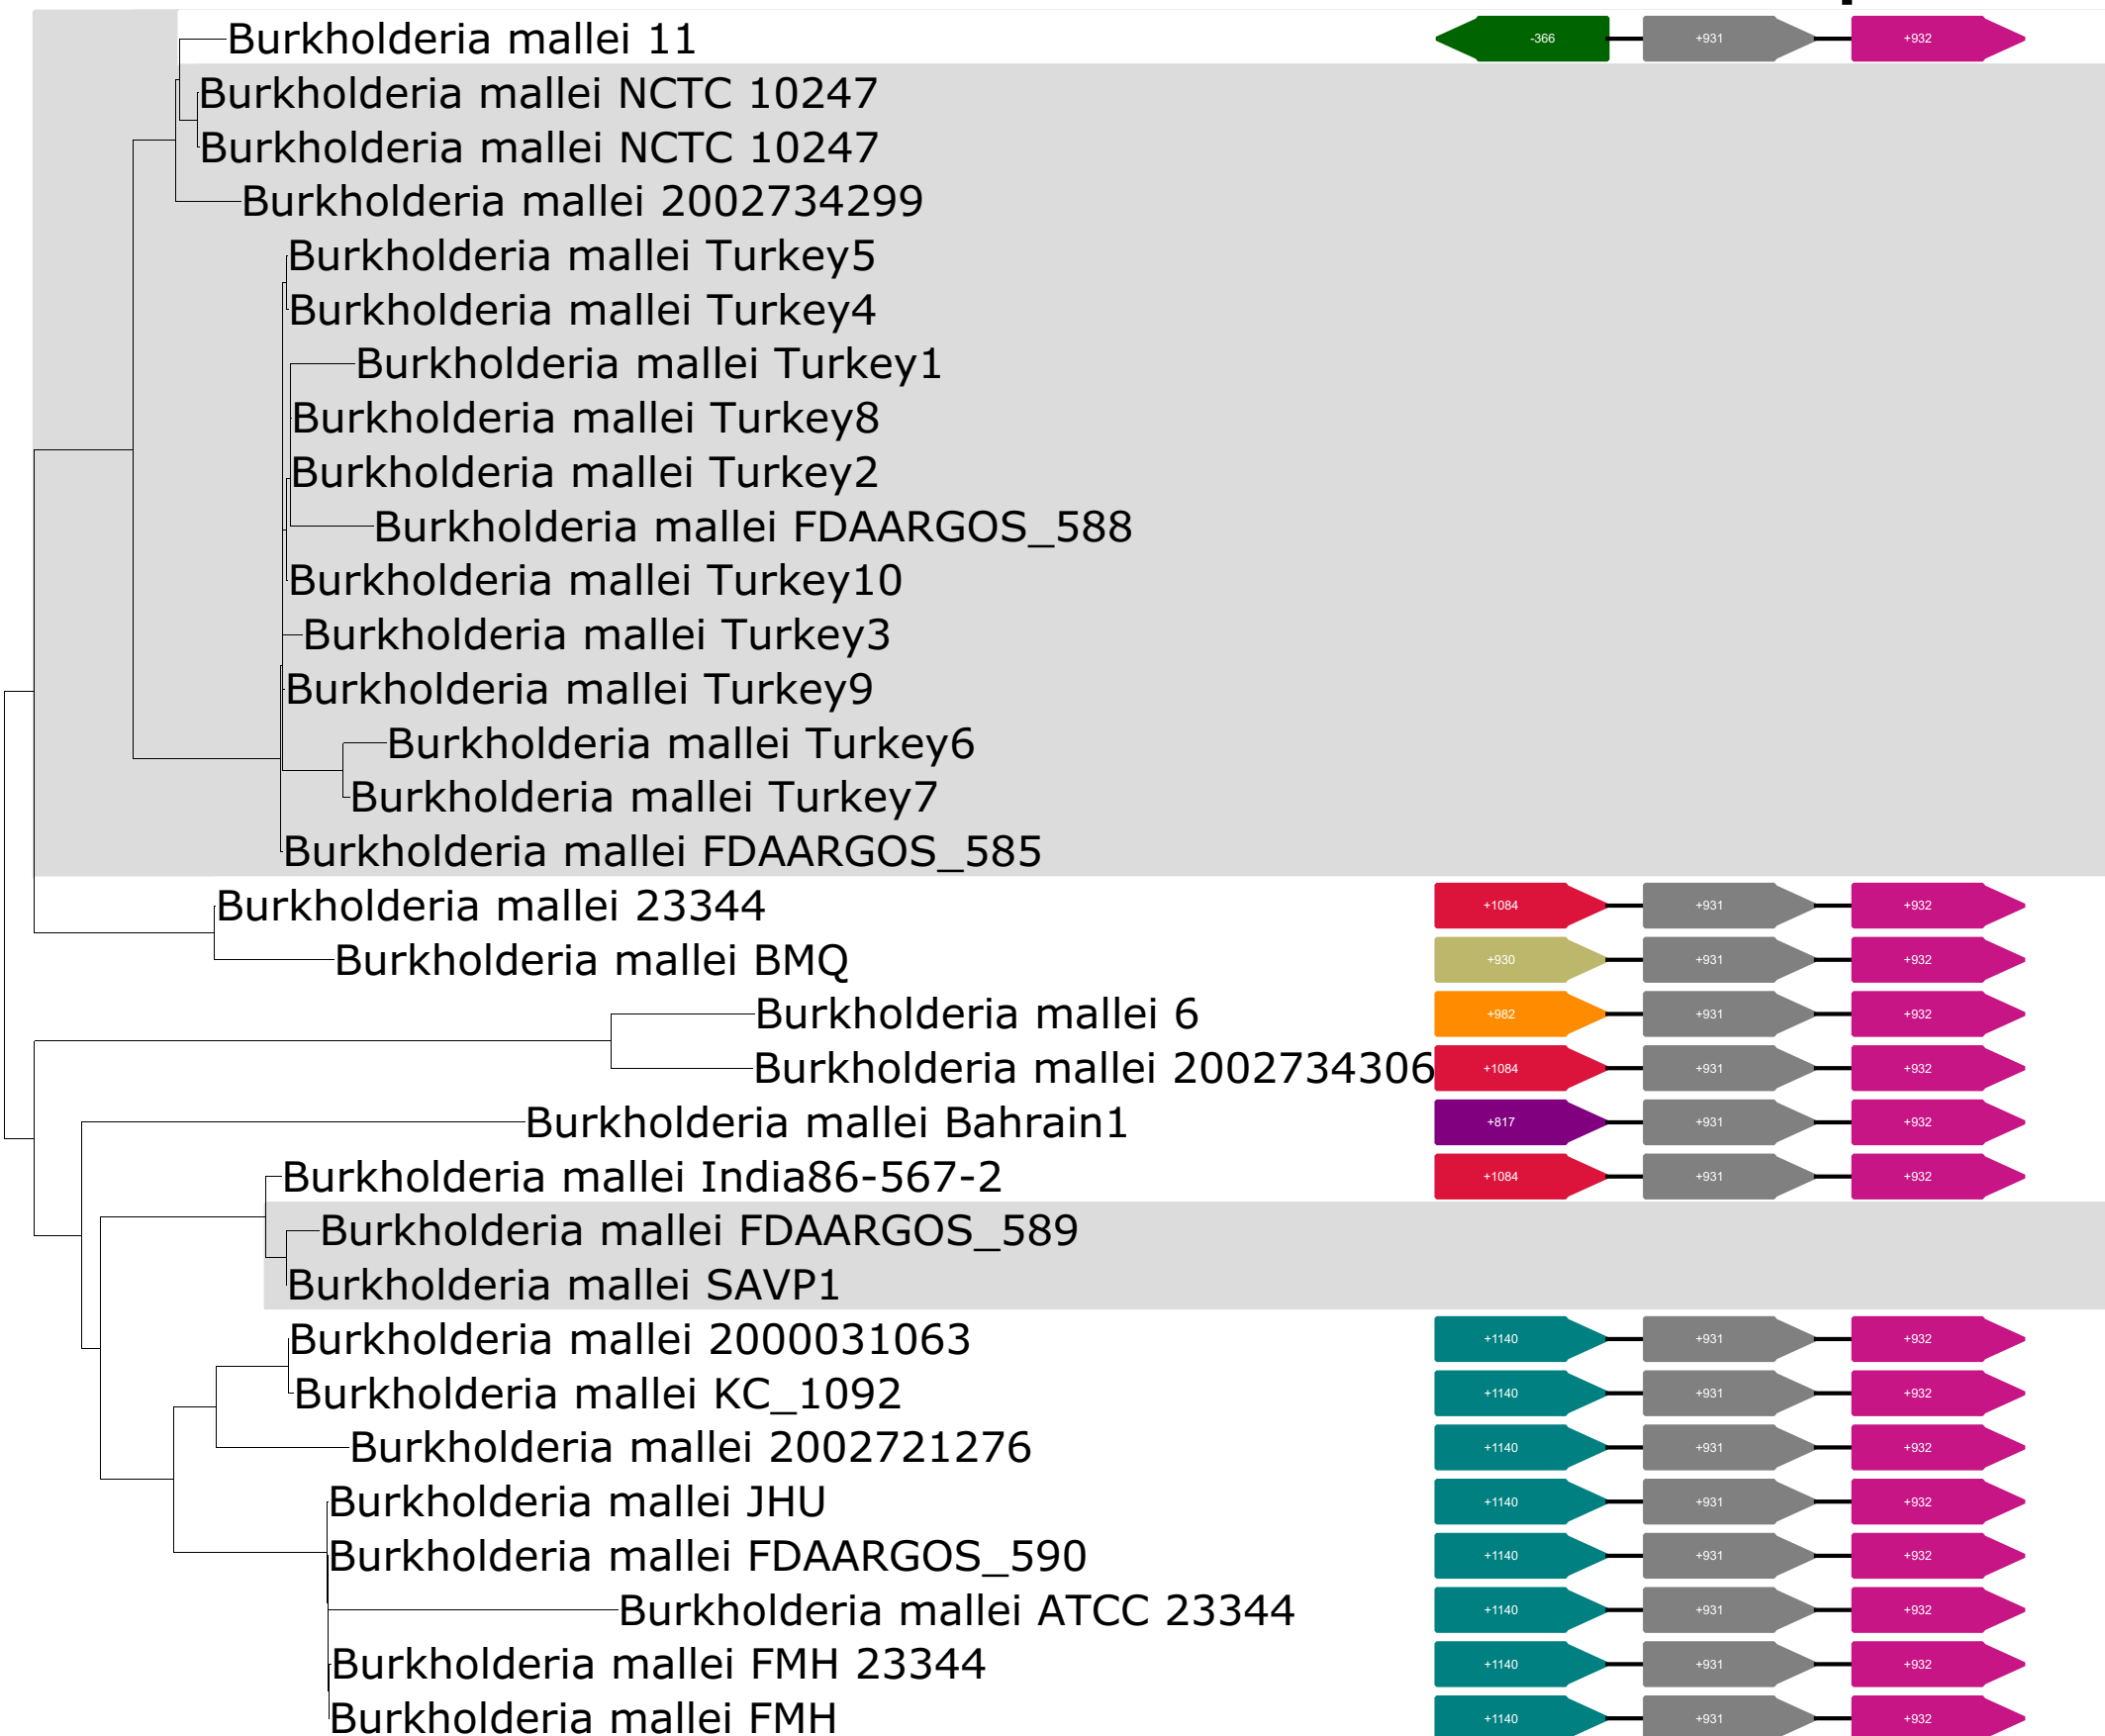 Burkholderia mallei 11 -366 +931 +932
Burkholderia mallei NCTC 10247
Burkholderia mallei NCTC 10247
Burkholderia mallei 2002734299
Burkholderia mallei Turkey5
Burkholderia mallei Turkey4
Burkholderia mallei Turkey1
Burkholderia mallei Turkey8
Burkholderia mallei Turkey2
Burkholderia mallei FDAARGOS_588
Burkholderia mallei Turkey10
Burkholderia mallei Turkey3
Burkholderia mallei Turkey9
Burkholderia mallei Turkey6
Burkholderia mallei Turkey7
Burkholderia mallei FDAARGOS_585
Burkholderia mallei 23344 +1084 +931 +932
Burkholderia mallei BMQ +930 +931 +932
Burkholderia mallei 6 +982 +931 +932
Burkholderia mallei 2002734306 +1084 +931 +932
Burkholderia mallei Bahrain1 +817 +931 +932
Burkholderia mallei India86-567-2 +1084 +931 +932
Burkholderia mallei FDAARGOS_589
Burkholderia mallei SAVP1
Burkholderia mallei 2000031063 +1140 +931 +932
Burkholderia mallei KC_1092 +1140 +931 +932
Burkholderia mallei 2002721276 +1140 +931 +932
Burkholderia mallei JHU +1140 +931 +932
Burkholderia mallei FDAARGOS_590 +1140 +931 +932
Burkholderia mallei ATCC 23344 +1140 +931 +932
Burkholderia mallei FMH 23344 +1140 +931 +932
Burkholderia mallei FMH +1140 +931 +932